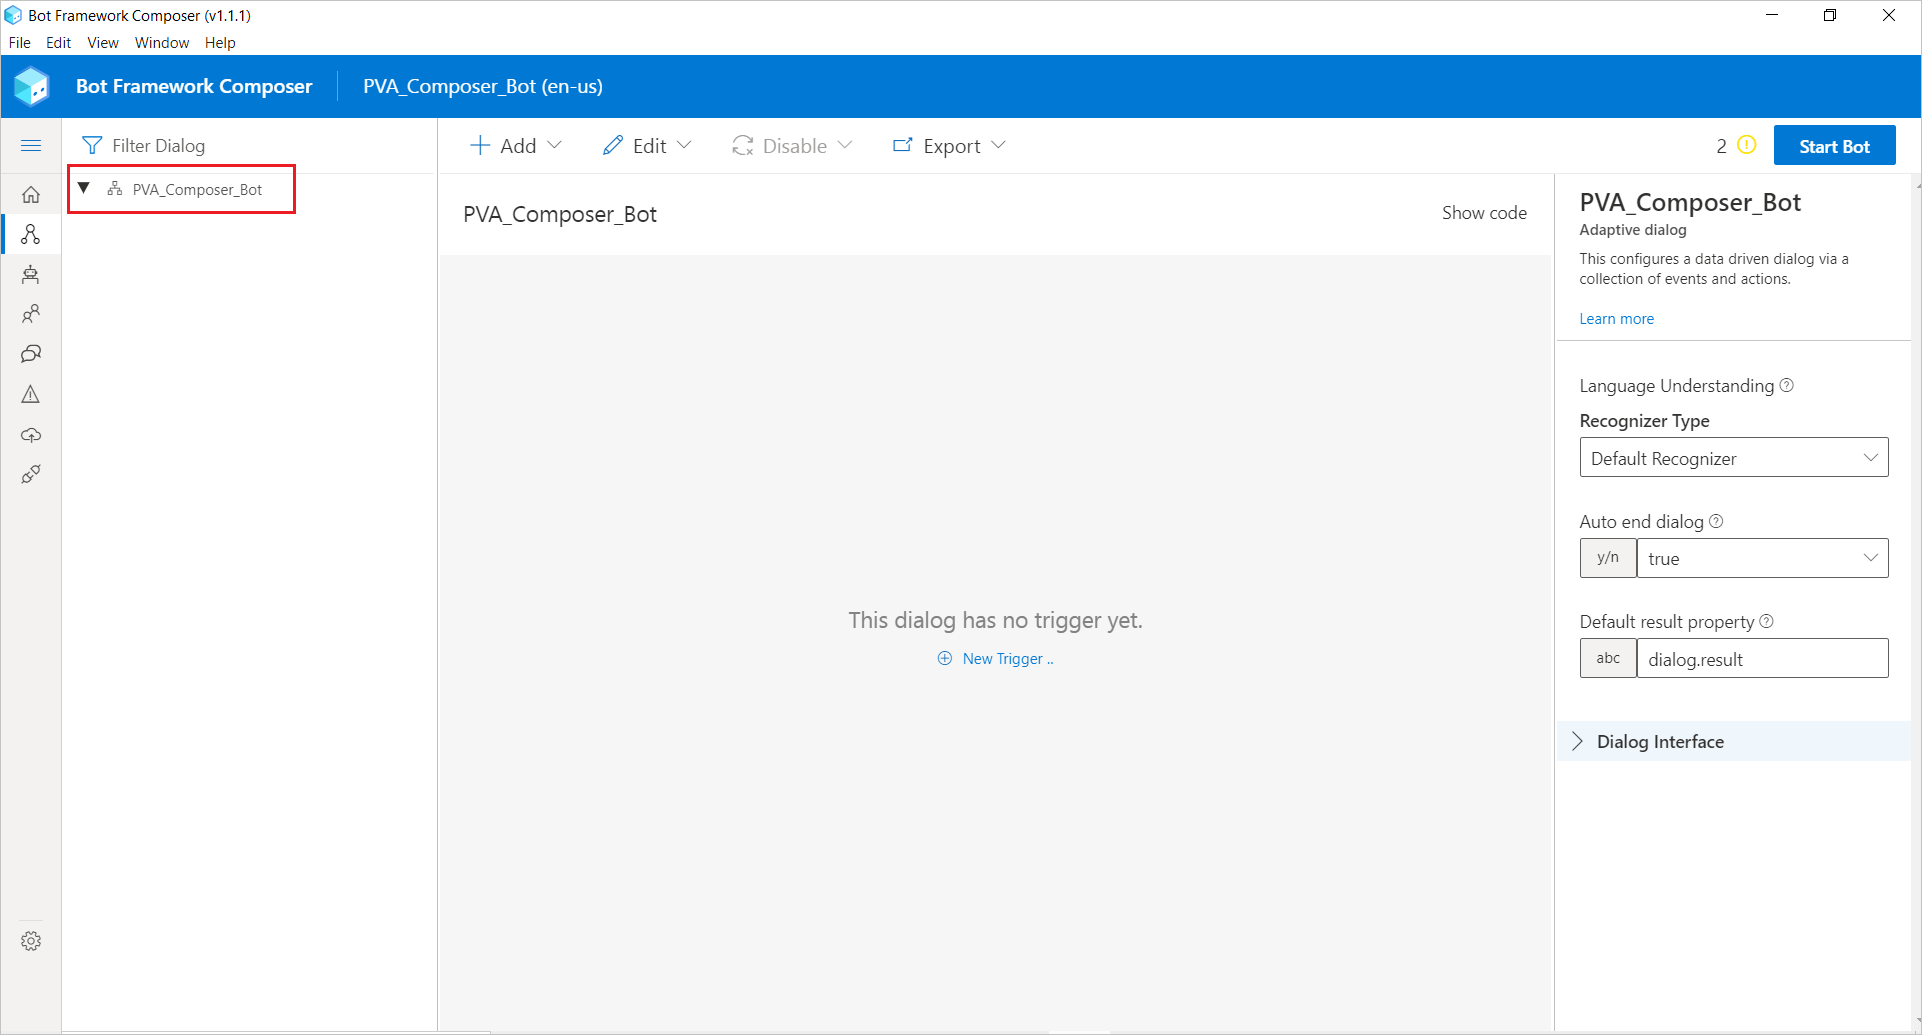 Bot Framework Composer (v1.1.1)
File Edit View Window Help
Bot Framework Composer PVA_Composer_Bot (en-us)
Filter Dialog
PVA_Composer_Bot
Add Edit Disable Export 2 Start Bot
PVA_Composer_Bot Show code
This dialog has no trigger yet.
New Trigger ..
PVA_Composer_Bot
Adaptive dialog
This configures a data driven dialog via a
collection of events and actions.
Learn more
Language Understanding
Recognizer Type
Default Recognizer
Auto end dialog
y/n true
Default result property
abc dialog.result
Dialog Interface